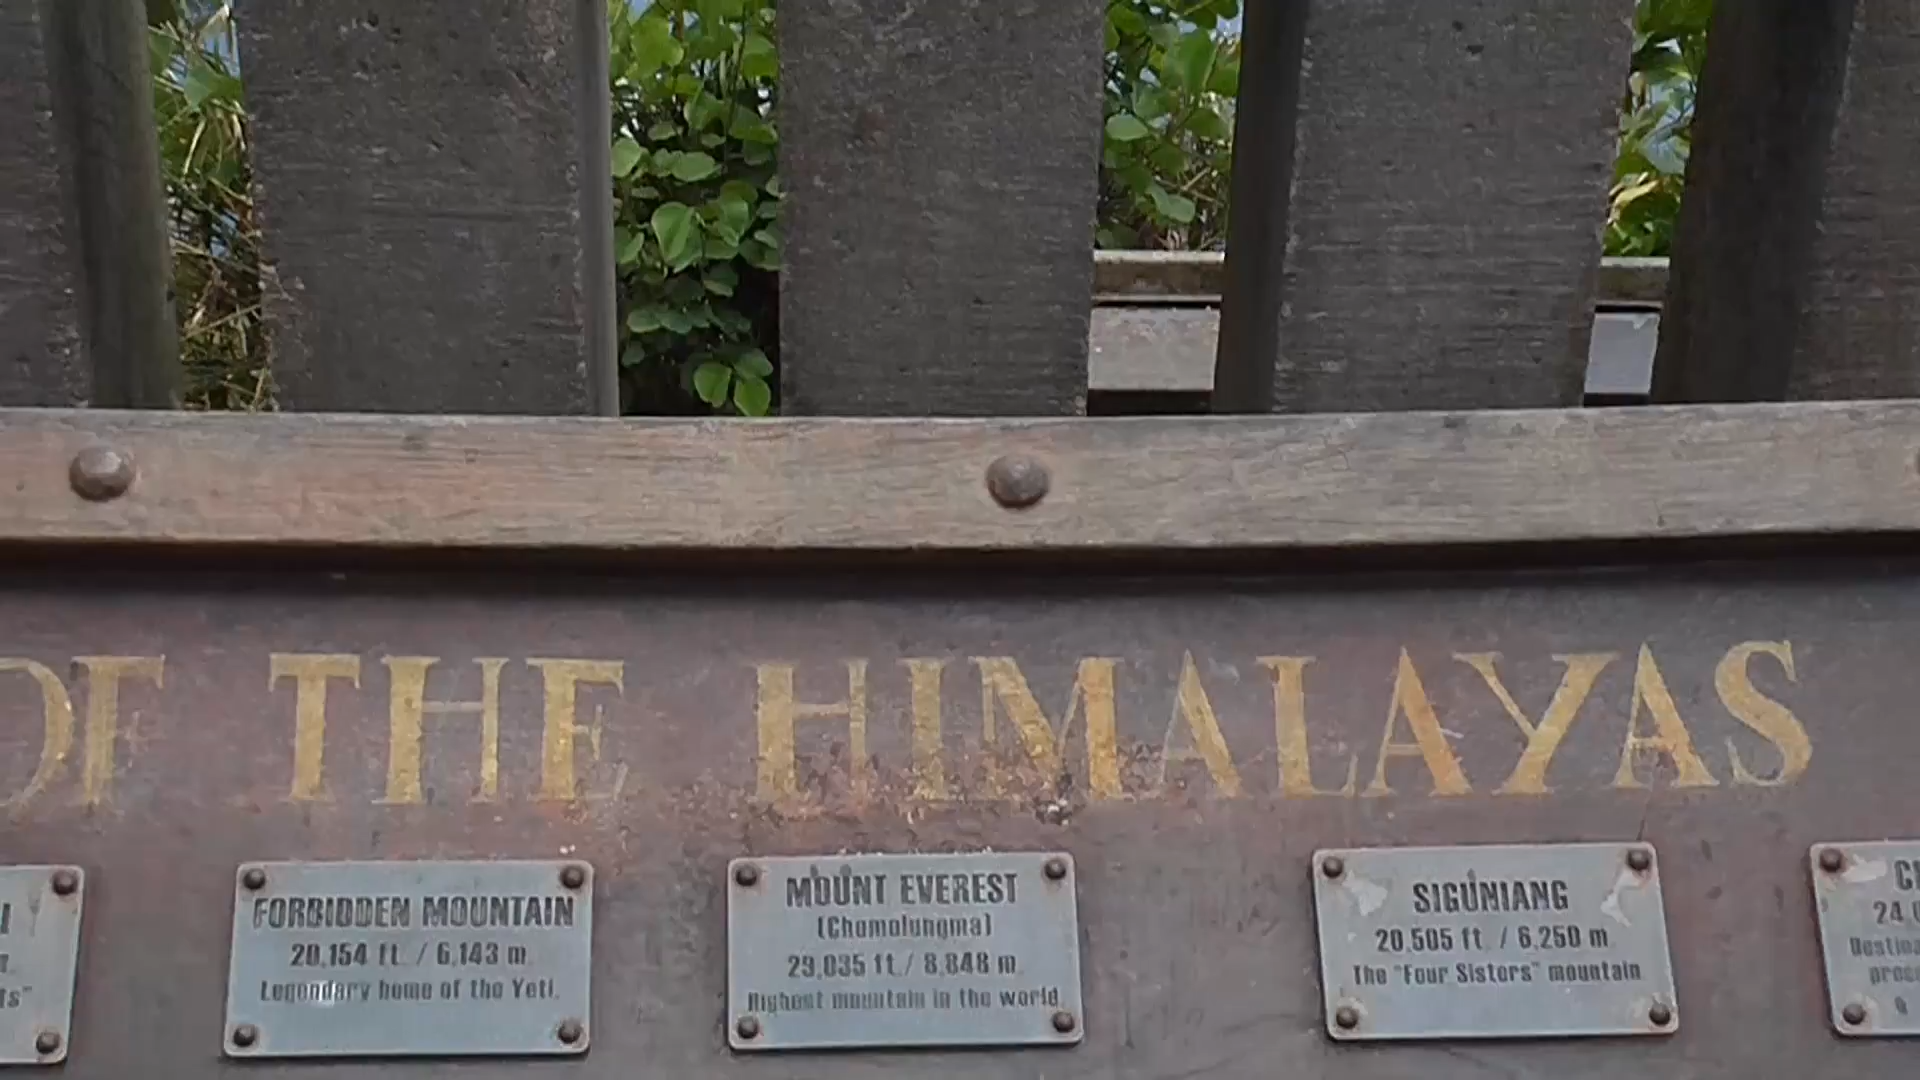 OF THE HIMALAYAS
FORBIDDEN MOUNTAIN
20,154 ft. / 6,143 m.
Legendary home of the Yeti.
MOUNT EVEREST
(Chomolungma)
29,035 ft. / 8,848 m.
Highest mountain in the world.
SIGUNIANG
20,505 ft. / 6,250 m.
The "Four Sisters" mountain